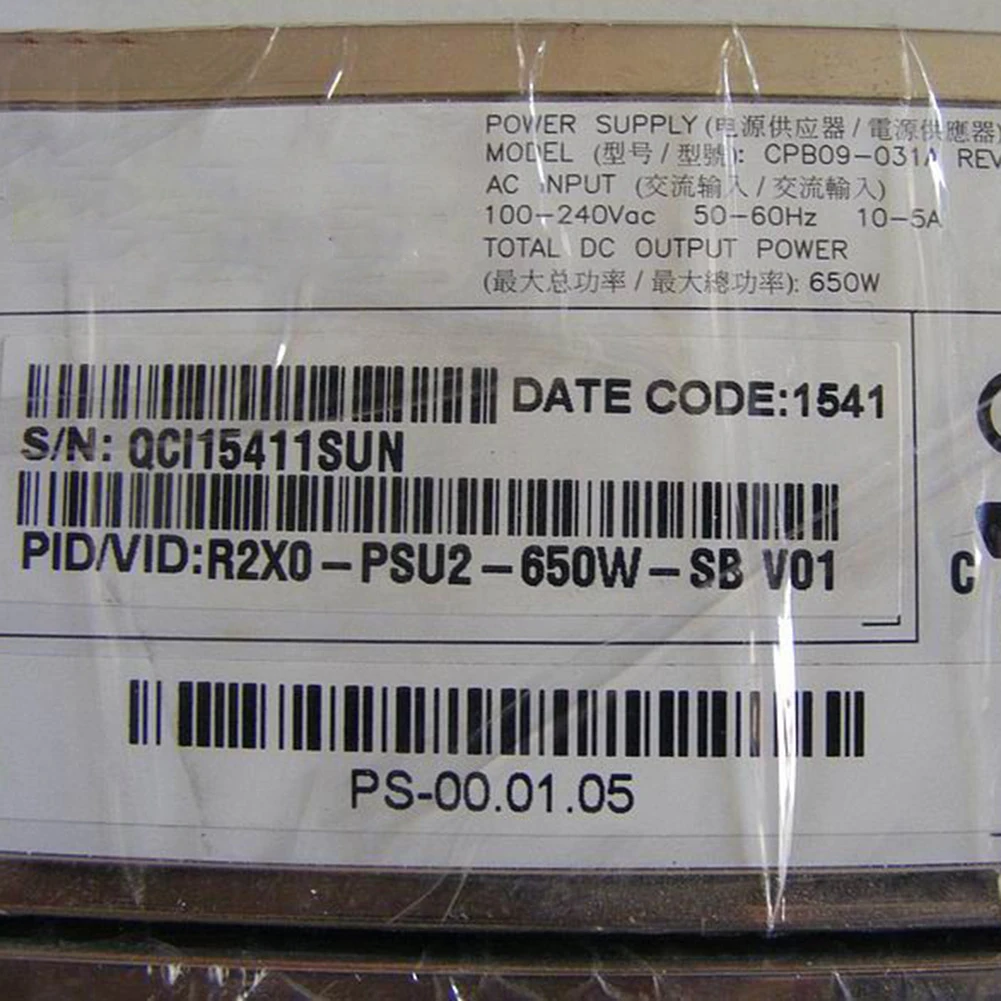 POWER SUPPLY (电源供应器 / 電源供應器)
MODEL (型号 / 型號): CPB09-031A REV
AC INPUT (交流输入 / 交流輸入)
100-240Vac 50-60Hz 10-5A
TOTAL DC OUTPUT POWER
(最大总功率 / 最大總功率): 650W
DATE CODE:1541
S/N: QCI15411SUN
PID/VID:R2X0-PSU2-650W-SB V01
C
PS-00.01.05